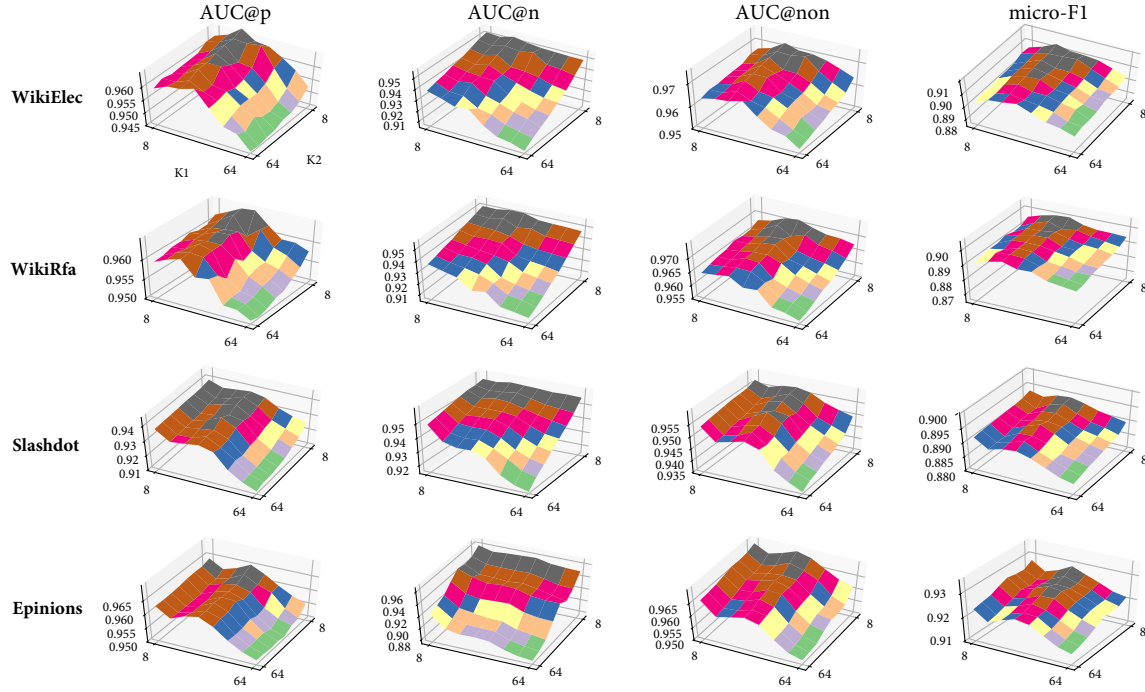 AUC@p AUC@n AUC@non micro-F1
WikiElec
0.960 0.955 0.950 0.945 8 K1 64 64 K2 8
0.95 0.94 0.93 0.92 0.91 8 64 64 8
0.97 0.96 0.95 8 64 64 8
0.91 0.90 0.89 0.88 8 64 64 8
WikiRfa
0.960 0.955 0.950 8 64 64 8
0.95 0.94 0.93 0.92 0.91 8 64 64 8
0.970 0.965 0.960 0.955 8 64 64 8
0.90 0.89 0.88 0.87 8 64 64 8
Slashdot
0.94 0.93 0.92 0.91 8 64 64 8
0.95 0.94 0.93 0.92 8 64 64 8
0.955 0.950 0.945 0.940 0.935 8 64 64 8
0.900 0.895 0.890 0.885 0.880 8 64 64 8
Epinions
0.965 0.960 0.955 0.950 8 64 64 8
0.96 0.94 0.92 0.90 0.88 8 64 64 8
0.965 0.960 0.955 0.950 8 64 64 8
0.93 0.92 0.91 8 64 64 8